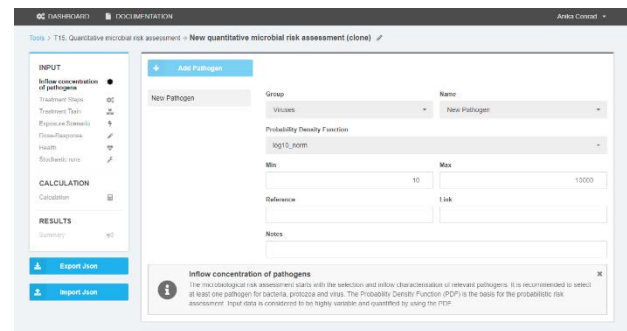 DASHBOARD DOCUMENTATION Anika Conrad
Tools > T15. Quantitative microbial risk assessment > New quantitative microbial risk assessment (clone)
INPUT
Inflow concentration
of pathogens
Treatment Steps
Treatment Train
Exposure Scenario
Dose-Response
Health
Stochastic runs
CALCULATION
Calculation
RESULTS
Summary
Export Json
Import Json
+ Add Pathogen
New Pathogen
Group Name
Viruses New Pathogen
Probability Density Function
log10_norm
Min Max
10 10000
Reference Link
Notes
Inflow concentration of pathogens
The microbiological risk assessment starts with the selection and inflow characterisation of relevant pathogens. It is recommended to select
at least one pathogen for bacteria, protozoa and virus. The Probability Density Function (PDF) is the basis for the probabilistic risk
assessment. Input data is considered to be highly variable and quantified by using the PDF.